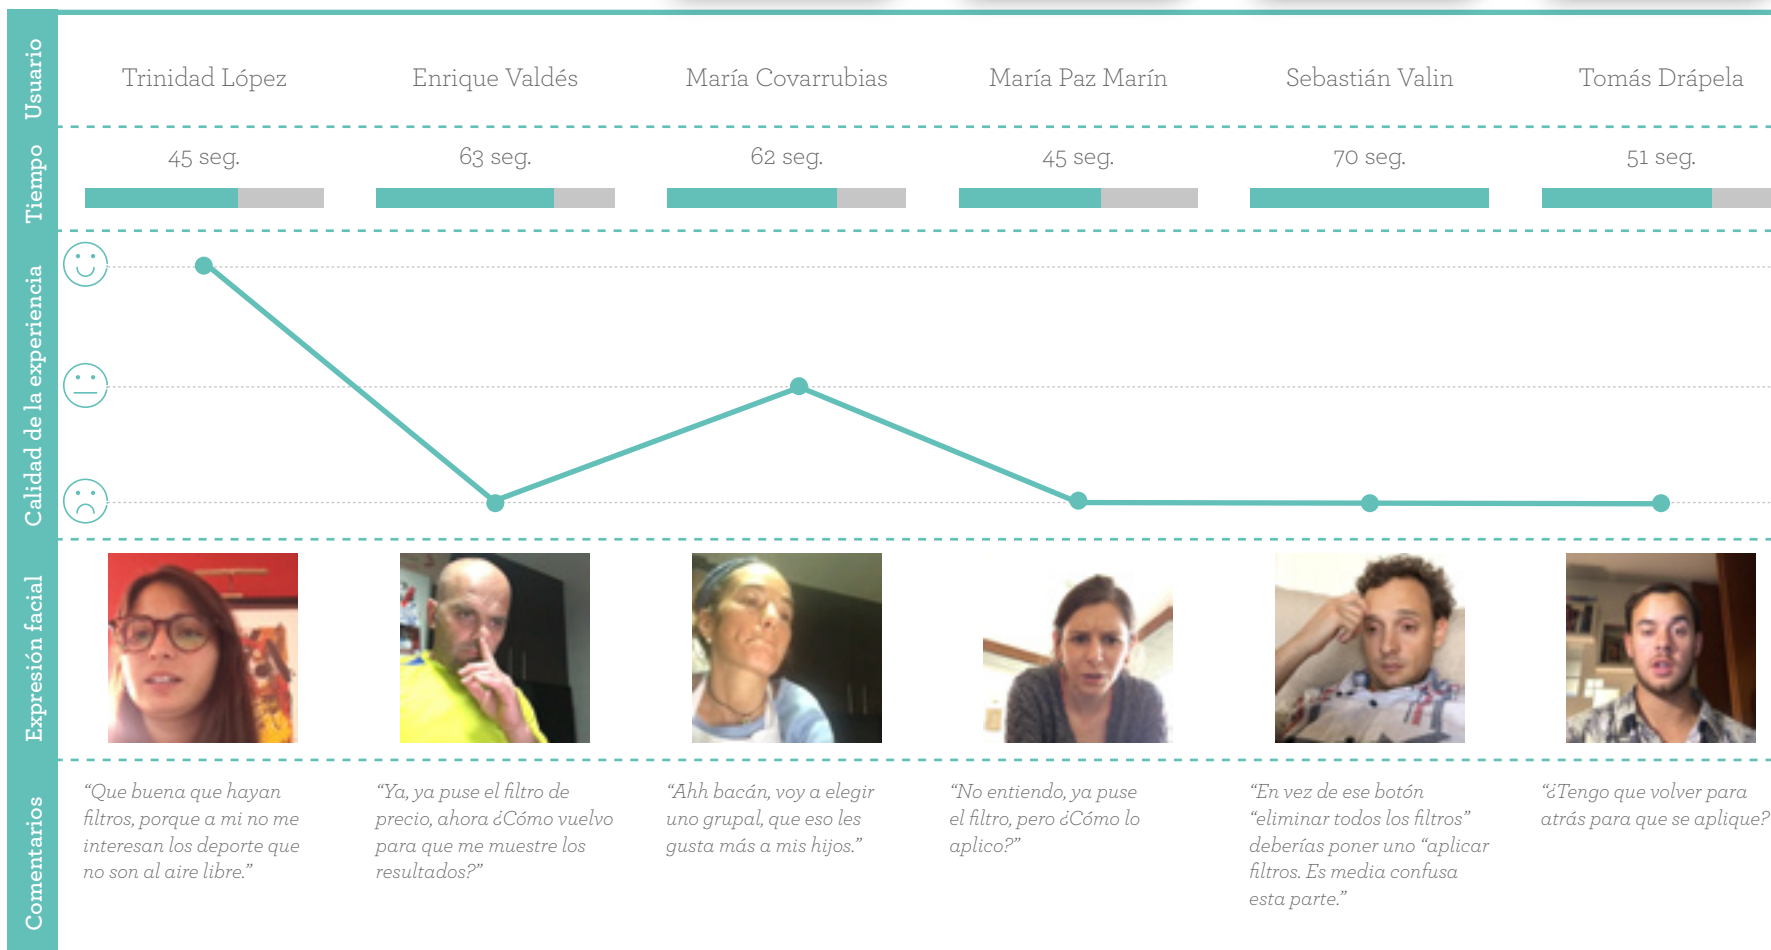 Usuario
Trinidad López
Enrique Valdés
María Covarrubias
María Paz Marín
Sebastián Valin
Tomás Drápela
Tiempo
45 seg.
63 seg.
62 seg.
45 seg.
70 seg.
51 seg.
Calidad de la experiencia
Expresión facial
Comentarios
“Que buena que hayan
filtros, porque a mi no me
interesan los deporte que
no son al aire libre.”
“Ya, ya puse el filtro de
precio, ahora ¿Cómo vuelvo
para que me muestre los
resultados?”
“Ahh bacán, voy a elegir
uno grupal, que eso les
gusta más a mis hijos.”
“No entiendo, ya puse
el filtro, pero ¿Cómo lo
aplico?”
“En vez de ese botón
“eliminar todos los filtros”
deberías poner uno “aplicar
filtros. Es media confusa
esta parte.”
“¿Tengo que volver para
atrás para que se aplique?